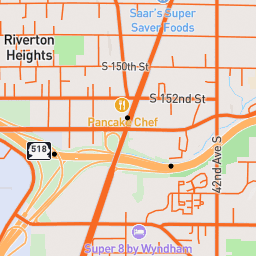 Saar's Super
Saver Foods
Riverton
Heights
S 150th St
S 152nd St
Pancake Chef
518
42nd Ave S
Super 8 by Wyndham